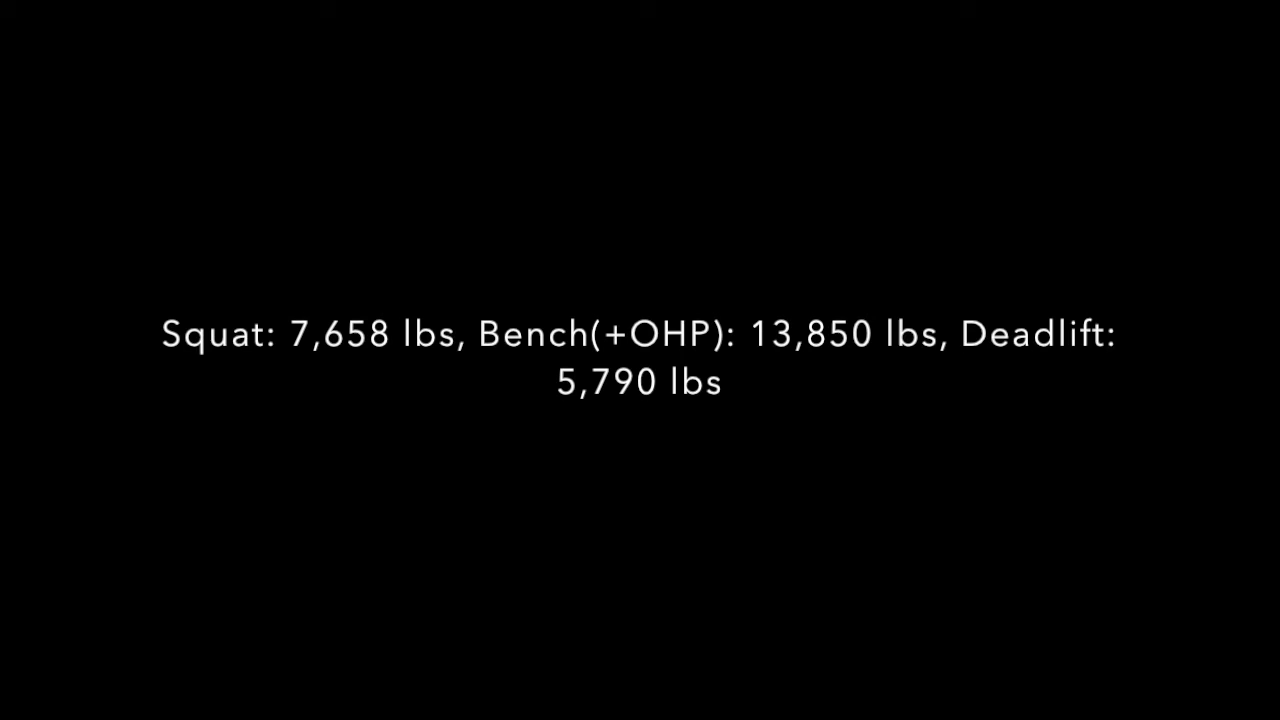 Squat: 7,658 lbs, Bench(+OHP): 13,850 lbs, Deadlift:
5,790 lbs